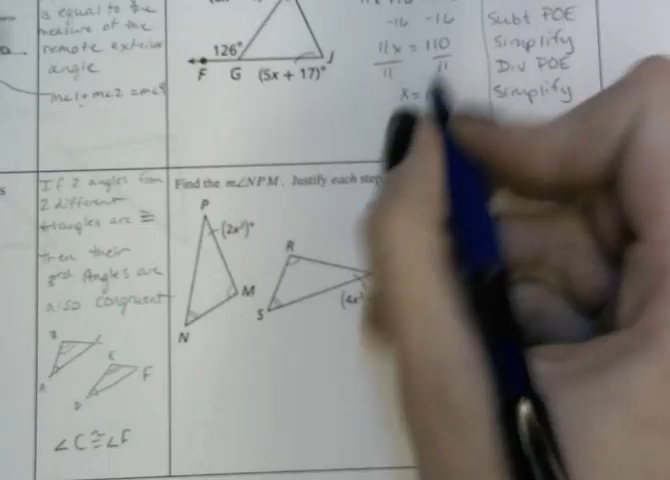 is equal to the
measure of the
remote exterior
angle
m<1 + m<2 = m<
126°
F G (5x + 17)° J
-16 -16
11x = 110
11 11
x =
Subt POE
Simplify
Div POE
Simplify
s
If 2 angles from
2 different
triangles are ≅
then their
3rd Angles are
also congruent
B C
A
E F
D
∠C ≅ ∠F
Find the m∠NPM. Justify each step
P
(2x²)°
M
N
R
S
(4x²